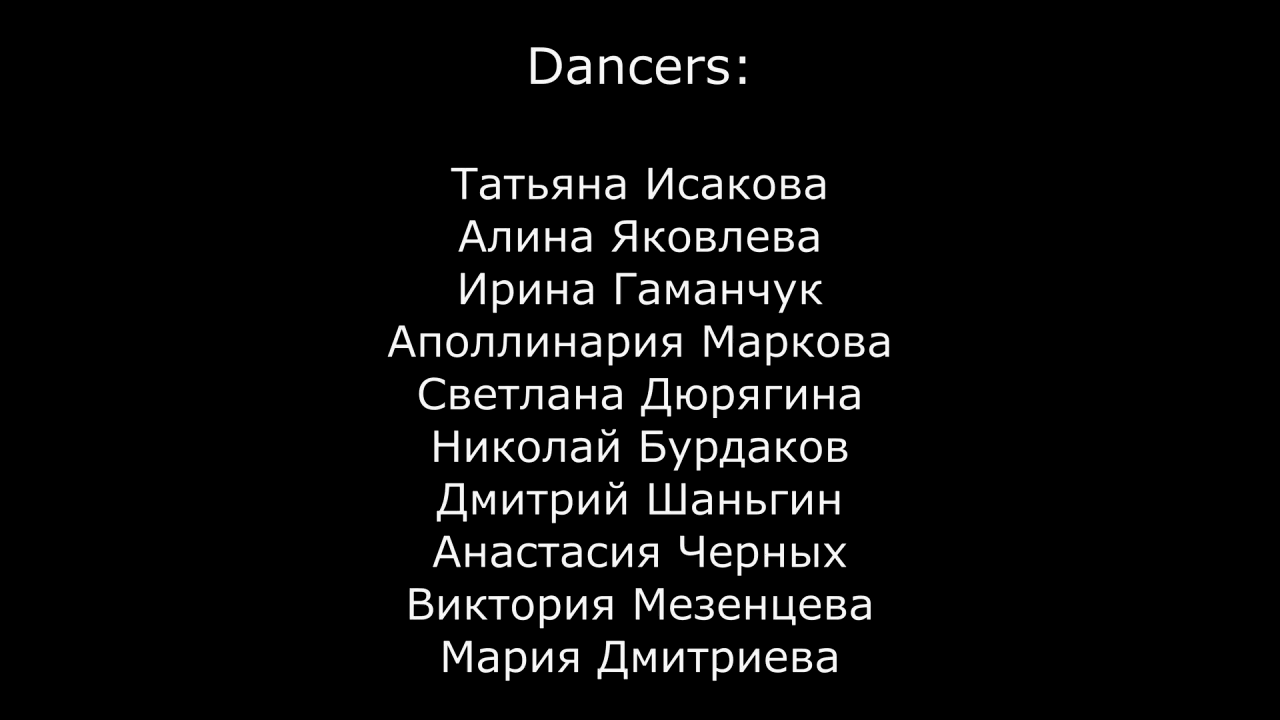 Dancers:
Татьяна Исакова
Алина Яковлева
Ирина Гаманчук
Аполлинария Маркова
Светлана Дюрягина
Николай Бурдаков
Дмитрий Шаньгин
Анастасия Черных
Виктория Мезенцева
Мария Дмитриева